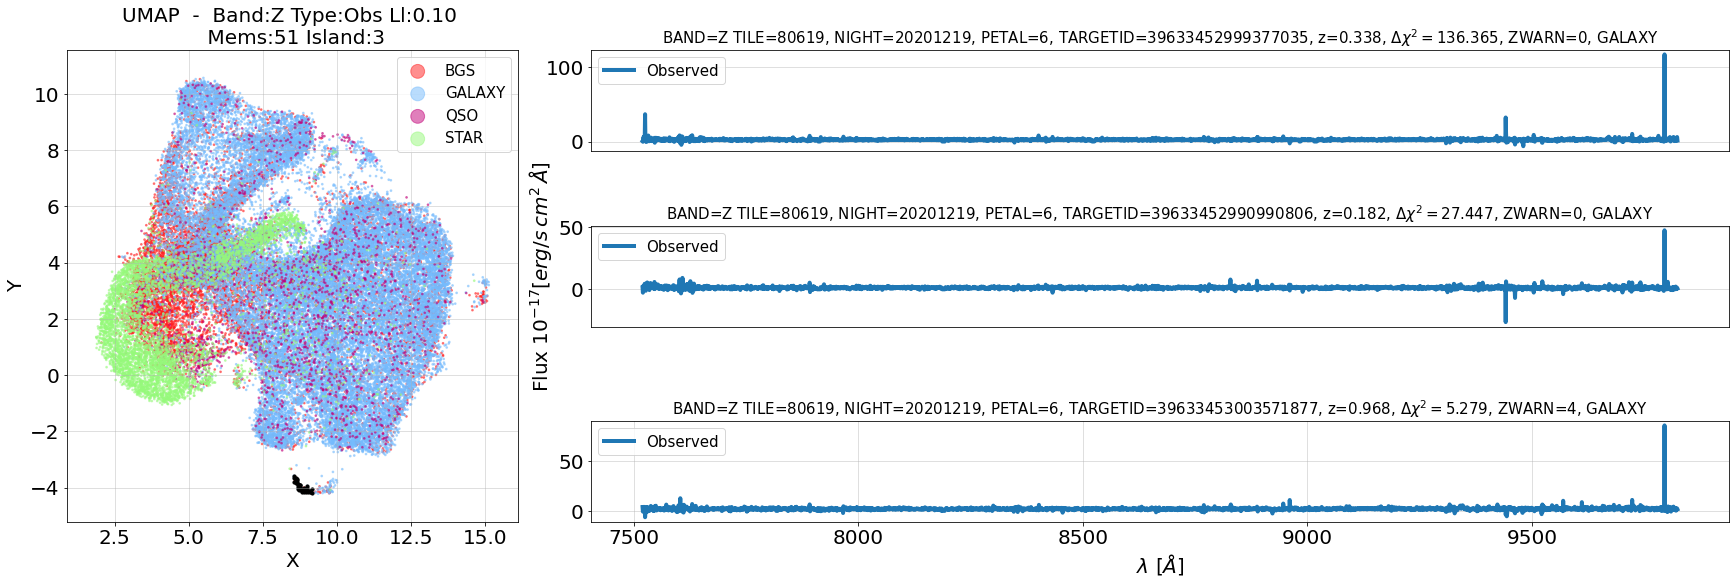 UMAP - Band:Z Type:Obs Ll:0.10
Mems:51 Island:3
BGS
GALAXY
QSO
STAR
10
8
6
4
2
0
−2
−4
Y
2.5 5.0 7.5 10.0 12.5 15.0
X
Flux 10⁻¹⁷[erg/s cm² Å]
BAND=Z TILE=80619, NIGHT=20201219, PETAL=6, TARGETID=39633452999377035, z=0.338, Δχ² = 136.365, ZWARN=0, GALAXY
Observed
100
0
BAND=Z TILE=80619, NIGHT=20201219, PETAL=6, TARGETID=39633452990990806, z=0.182, Δχ² = 27.447, ZWARN=0, GALAXY
Observed
50
0
BAND=Z TILE=80619, NIGHT=20201219, PETAL=6, TARGETID=39633453003571877, z=0.968, Δχ² = 5.279, ZWARN=4, GALAXY
Observed
50
0
7500 8000 8500 9000 9500
λ [Å]